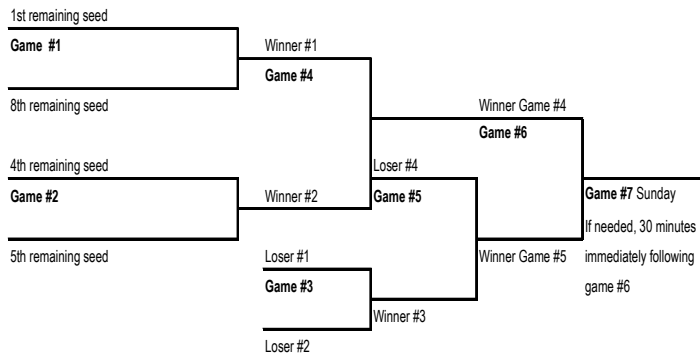 1st remaining seed
Game #1
8th remaining seed
4th remaining seed
Game #2
5th remaining seed
Winner #1
Game #4
Winner #2
Loser #1
Game #3
Loser #2
Loser #4
Game #5
Winner #3
Winner Game #4
Game #6
Winner Game #5
Game #7 Sunday
If needed, 30 minutes
immediately following
game #6